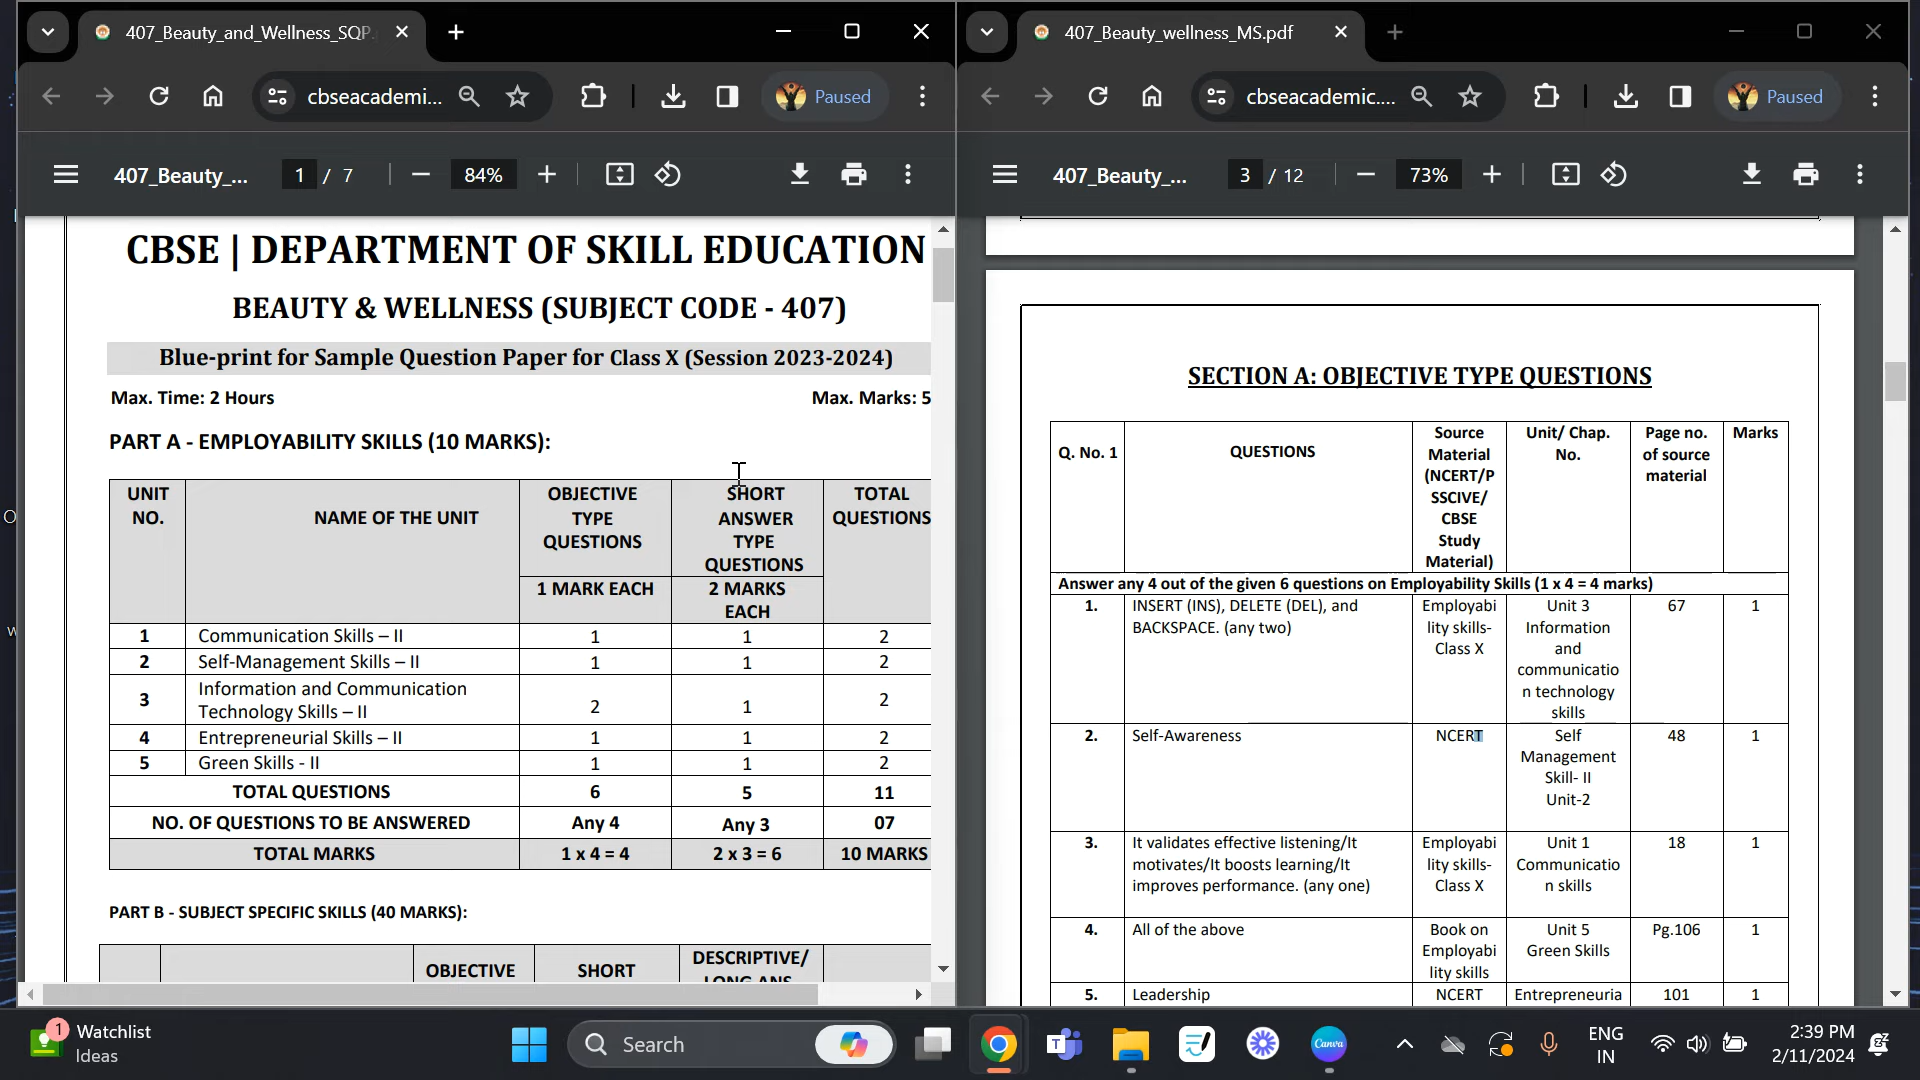 407_Beauty_and_Wellness_SQP
cbseacademi...
Paused
407_Beauty_...
1 / 7
84%
CBSE | DEPARTMENT OF SKILL EDUCATION
BEAUTY & WELLNESS (SUBJECT CODE - 407)
Blue-print for Sample Question Paper for Class X (Session 2023-2024)
Max. Time: 2 Hours Max. Marks: 5
PART A - EMPLOYABILITY SKILLS (10 MARKS):
UNIT NO.
NAME OF THE UNIT
OBJECTIVE TYPE QUESTIONS
SHORT ANSWER TYPE QUESTIONS
TOTAL QUESTIONS
1 MARK EACH
2 MARKS EACH
1 Communication Skills – II 1 1 2
2 Self-Management Skills – II 1 1 2
3 Information and Communication Technology Skills – II 2 1 2
4 Entrepreneurial Skills – II 1 1 2
5 Green Skills - II 1 1 2
TOTAL QUESTIONS 6 5 11
NO. OF QUESTIONS TO BE ANSWERED Any 4 Any 3 07
TOTAL MARKS 1 x 4 = 4 2 x 3 = 6 10 MARKS
PART B - SUBJECT SPECIFIC SKILLS (40 MARKS):
OBJECTIVE
SHORT
DESCRIPTIVE/
LONG ANS
407_Beauty_wellness_MS.pdf
cbseacademic....
Paused
407_Beauty_...
3 / 12
73%
SECTION A: OBJECTIVE TYPE QUESTIONS
Q. No. 1
QUESTIONS
Source
Material
(NCERT/P
SSCIVE/
CBSE
Study
Material)
Unit/ Chap.
No.
Page no.
of source
material
Marks
Answer any 4 out of the given 6 questions on Employability Skills (1 x 4 = 4 marks)
1. INSERT (INS), DELETE (DEL), and Employabi Unit 3 67 1
BACKSPACE. (any two) lity skills- Information
Class X and
communicatio
n technology
skills
2. Self-Awareness NCERT Self 48 1
Management
Skill- II
Unit-2
3. It validates effective listening/It Employabi Unit 1 18 1
motivates/It boosts learning/It lity skills- Communicatio
improves performance. (any one) Class X n skills
4. All of the above Book on Unit 5 Pg.106 1
Employabi Green Skills
lity skills
5. Leadership NCERT Entrepreneuria 101 1
1
Watchlist
Ideas
Search
T
Canva
ENG
IN
2:39 PM
2/11/2024